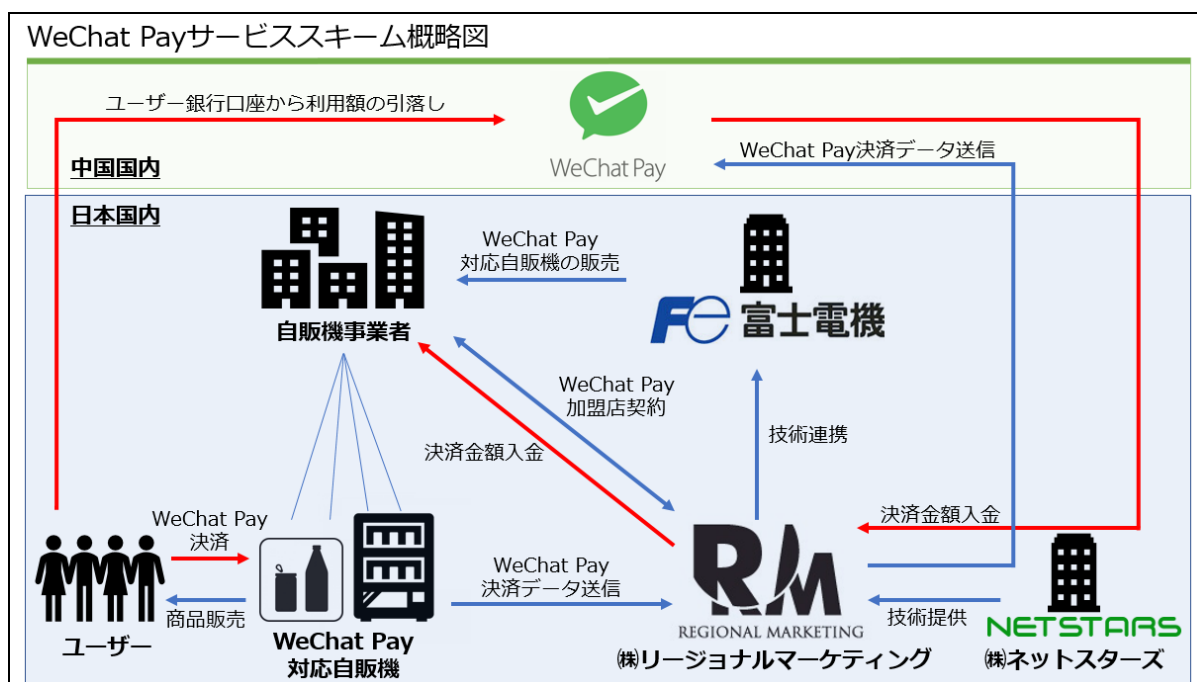 WeChat Payサービススキーム概略図
ユーザー銀行口座から利用額の引落し
WeChat Pay
WeChat Pay決済データ送信
中国国内
日本国内
WeChat Pay
対応自販機の販売
Fe 富士電機
自販機事業者
WeChat Pay
加盟店契約
技術連携
決済金額入金
決済金額入金
WeChat Pay
決済
商品販売
ユーザー
WeChat Pay
対応自販機
WeChat Pay
決済データ送信
RM
REGIONAL MARKETING
㈱リージョナルマーケティング
技術提供
NETSTARS
㈱ネットスターズ